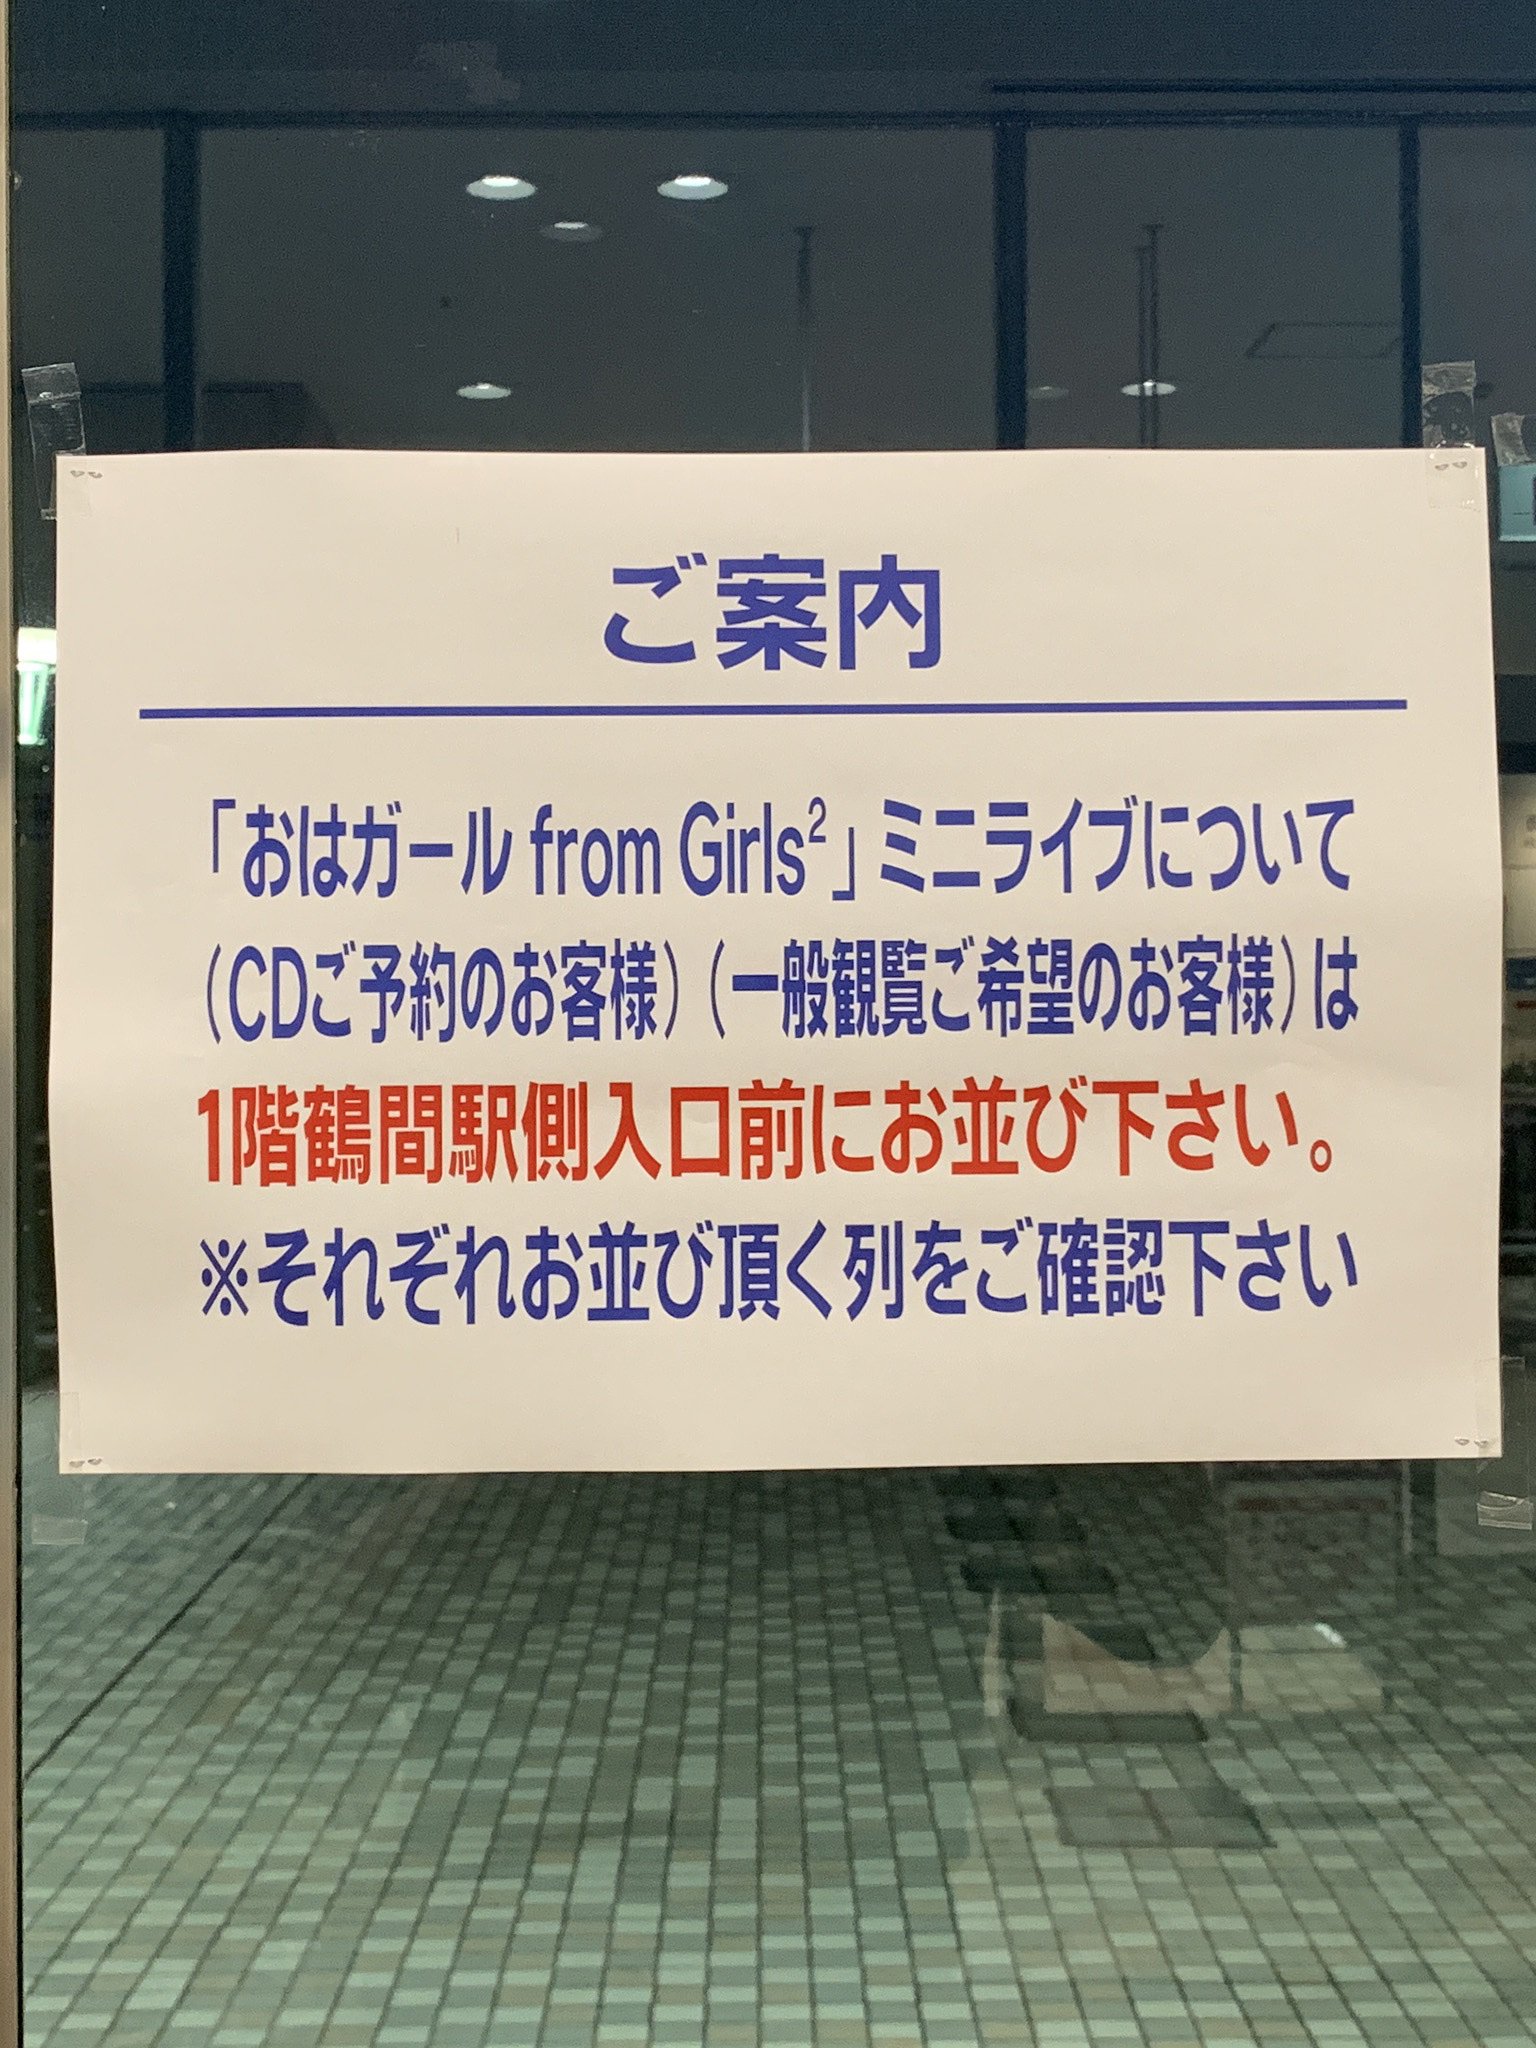 ご案内
「おはガール from Girls²」ミニライブについて
（CDご予約のお客様）（一般観覧ご希望のお客様）は
1階鶴間駅側入口前にお並び下さい。
※それぞれお並び頂く列をご確認下さい